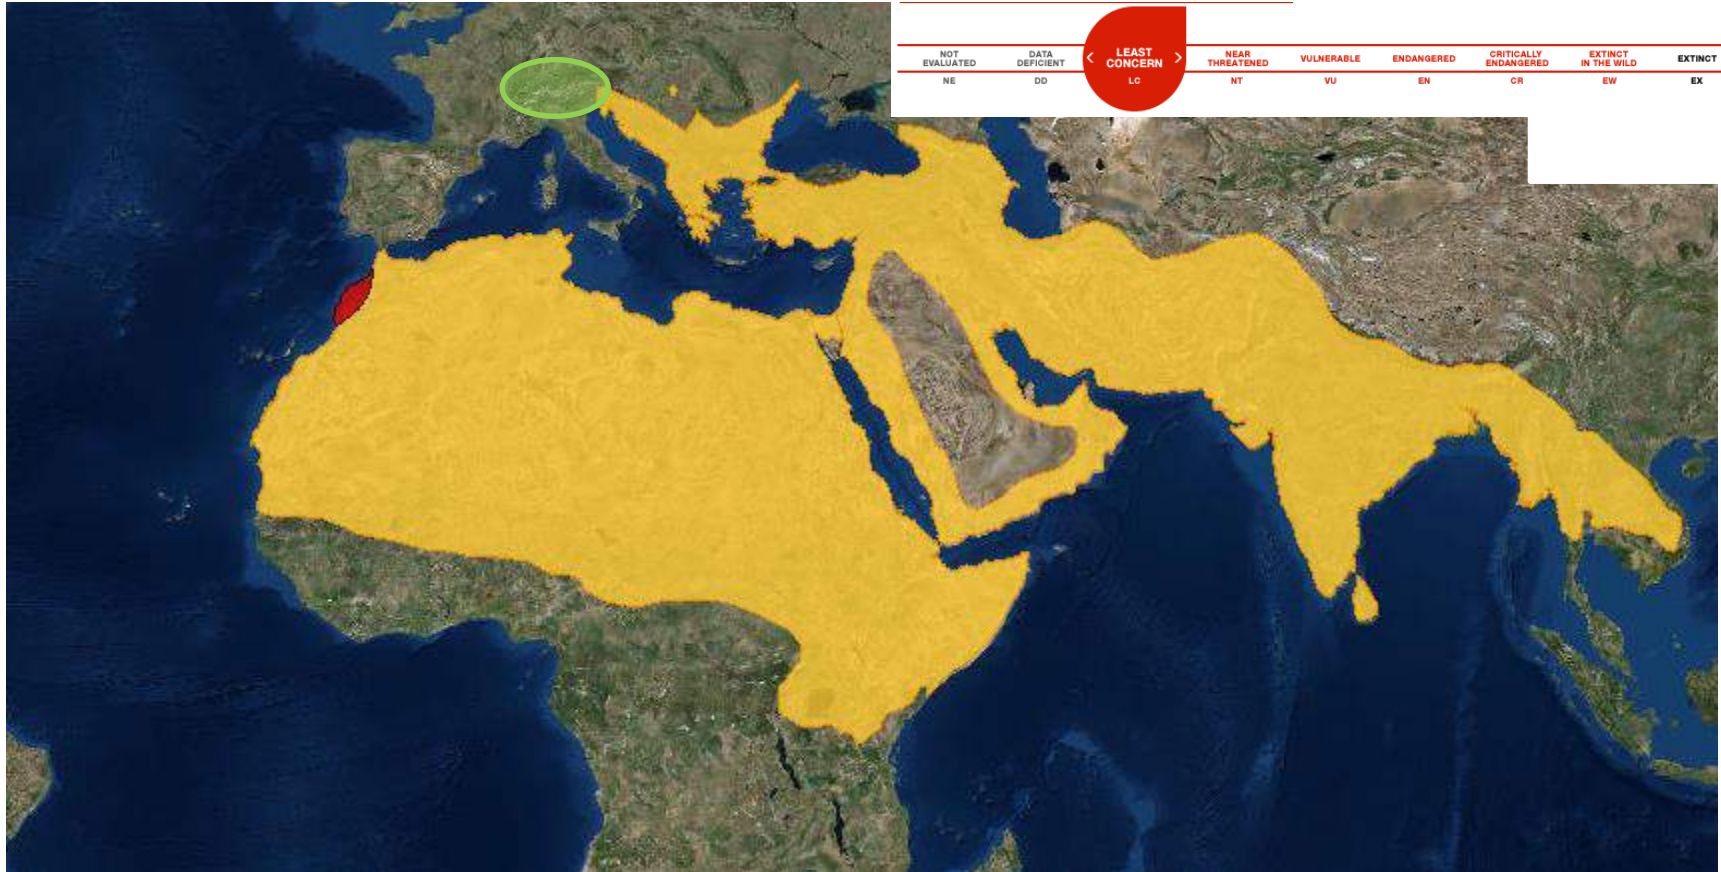 NOT EVALUATED
NE
DATA DEFICIENT
DD
< LEAST CONCERN >
LC
NEAR THREATENED
NT
VULNERABLE
VU
ENDANGERED
EN
CRITICALLY ENDANGERED
CR
EXTINCT IN THE WILD
EW
EXTINCT
EX